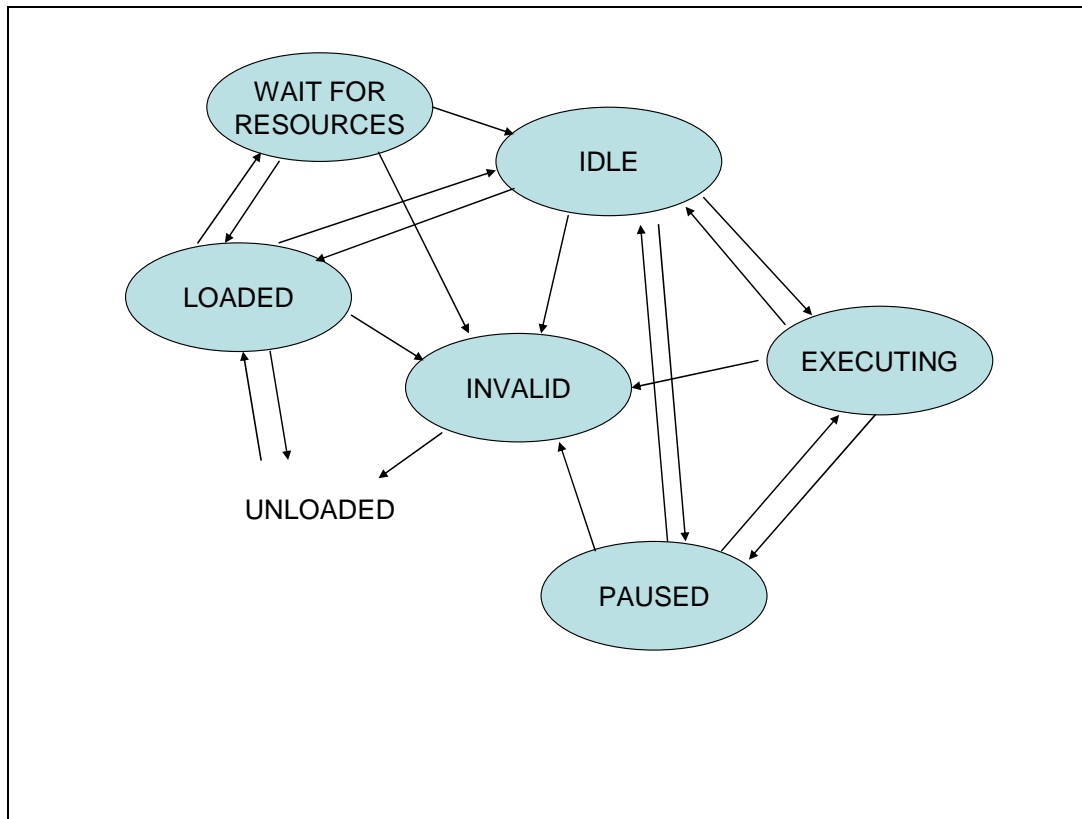 WAIT FOR
RESOURCES
IDLE
LOADED
EXECUTING
INVALID
UNLOADED
PAUSED